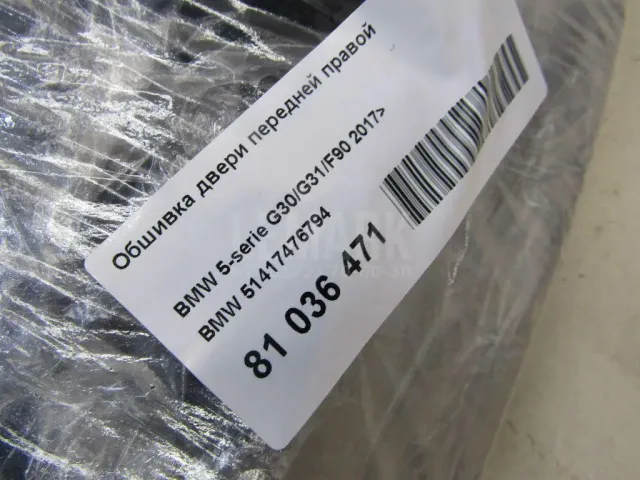 Обшивка двери передней правой
BMW 5-serie G30/G31/F90 2017>
BMW 51417476794
81 036 471